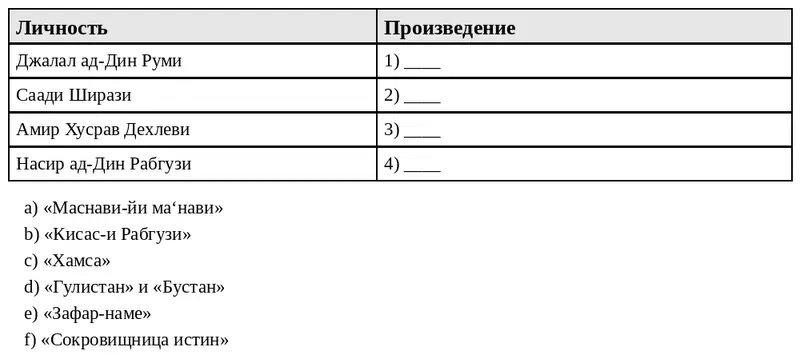 Личность Произведение
Джалал ад-Дин Руми 1) ____
Саади Ширази 2) ____
Амир Хусрав Дехлеви 3) ____
Насир ад-Дин Рабгузи 4) ____
a) «Маснави-йи ма‘нави»
b) «Кисас-и Рабгузи»
c) «Хамса»
d) «Гулистан» и «Бустан»
e) «Зафар-наме»
f) «Сокровищница истин»